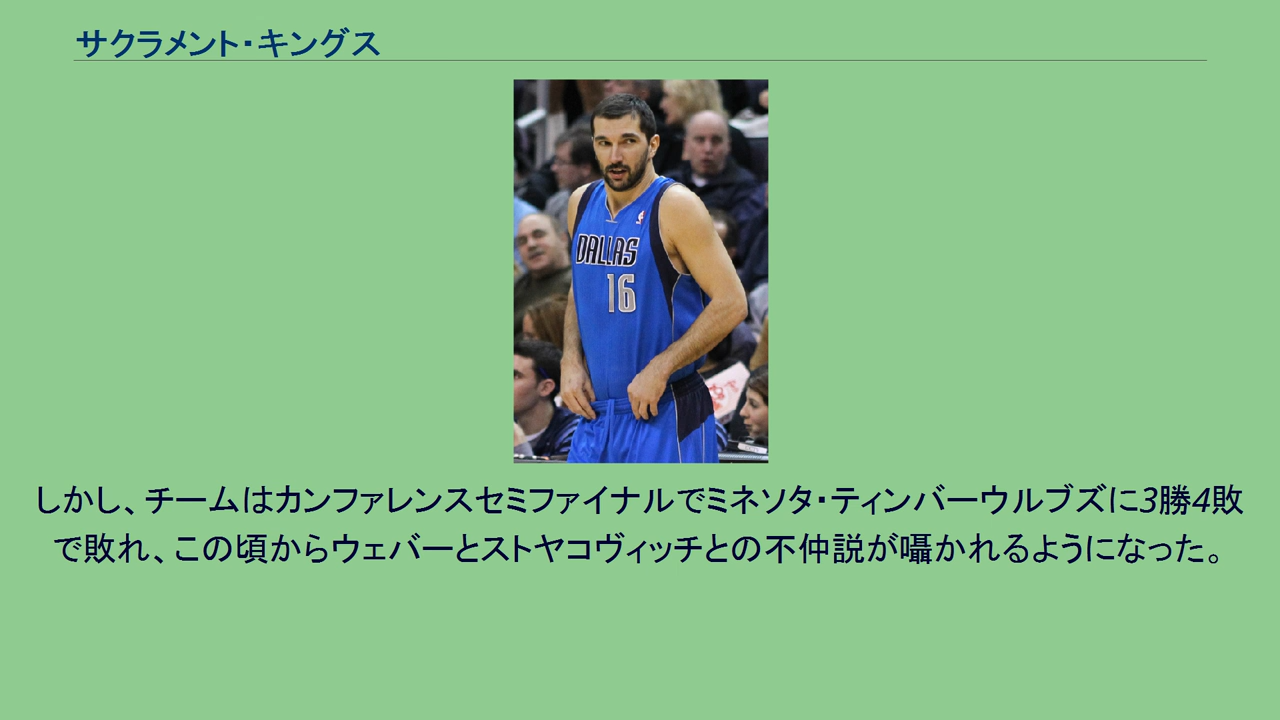 サクラメント・キングス
DALLAS
16
しかし、チームはカンファレンスセミファイナルでミネソタ・ティンバーウルブズに3勝4敗
で敗れ、この頃からウェバーとストヤコヴィッチとの不仲説が囁かれるようになった。